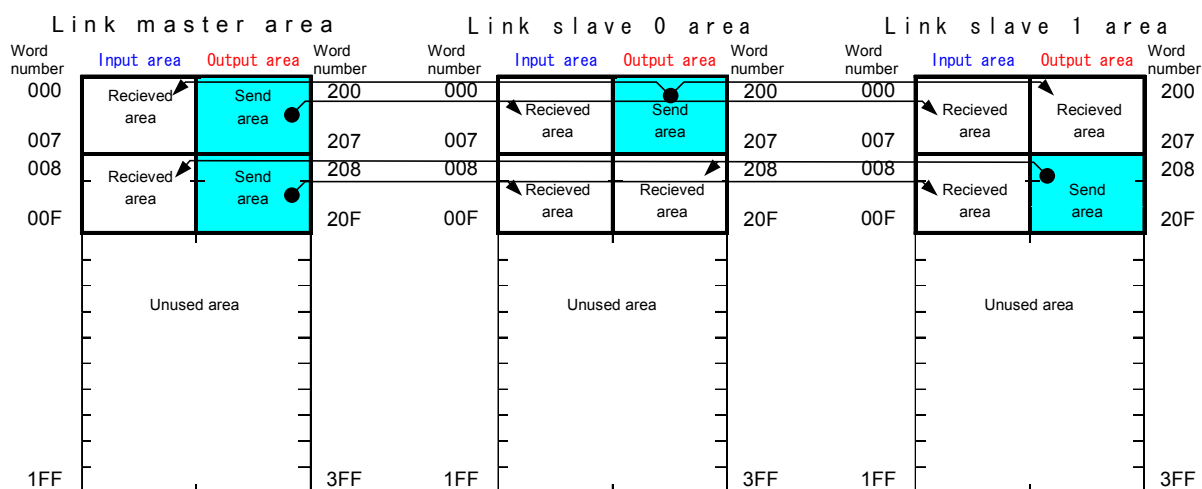 Link master area
Link slave 0 area
Link slave 1 area
Word number
Input area
Output area
Word number
Word number
Input area
Output area
Word number
Word number
Input area
Output area
Word number
000
Recieved area
Send area
200
000
Recieved area
Send area
200
000
Recieved area
Recieved area
200
007
207
007
207
007
207
008
Recieved area
Send area
208
008
Recieved area
Recieved area
208
008
Recieved area
Send area
208
00F
20F
00F
20F
00F
20F
Unused area
Unused area
Unused area
1FF
3FF
1FF
3FF
1FF
3FF